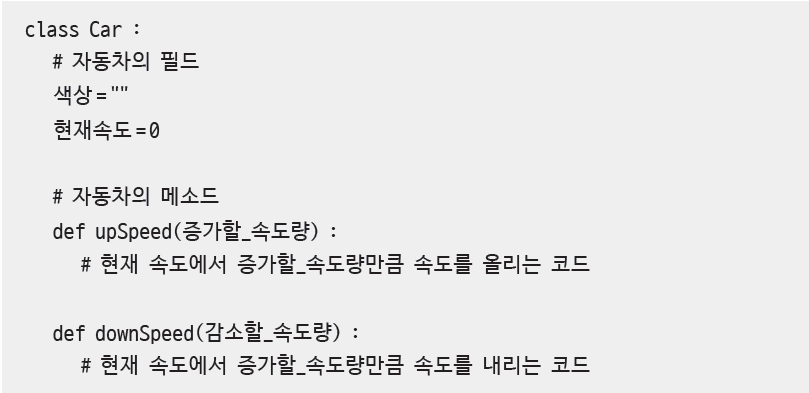 class Car :
# 자동차의 필드
색상=""
현재속도=0
# 자동차의 메소드
def upSpeed(증가할_속도량) :
# 현재 속도에서 증가할_속도량만큼 속도를 올리는 코드
def downSpeed(감소할_속도량) :
# 현재 속도에서 증가할_속도량만큼 속도를 내리는 코드